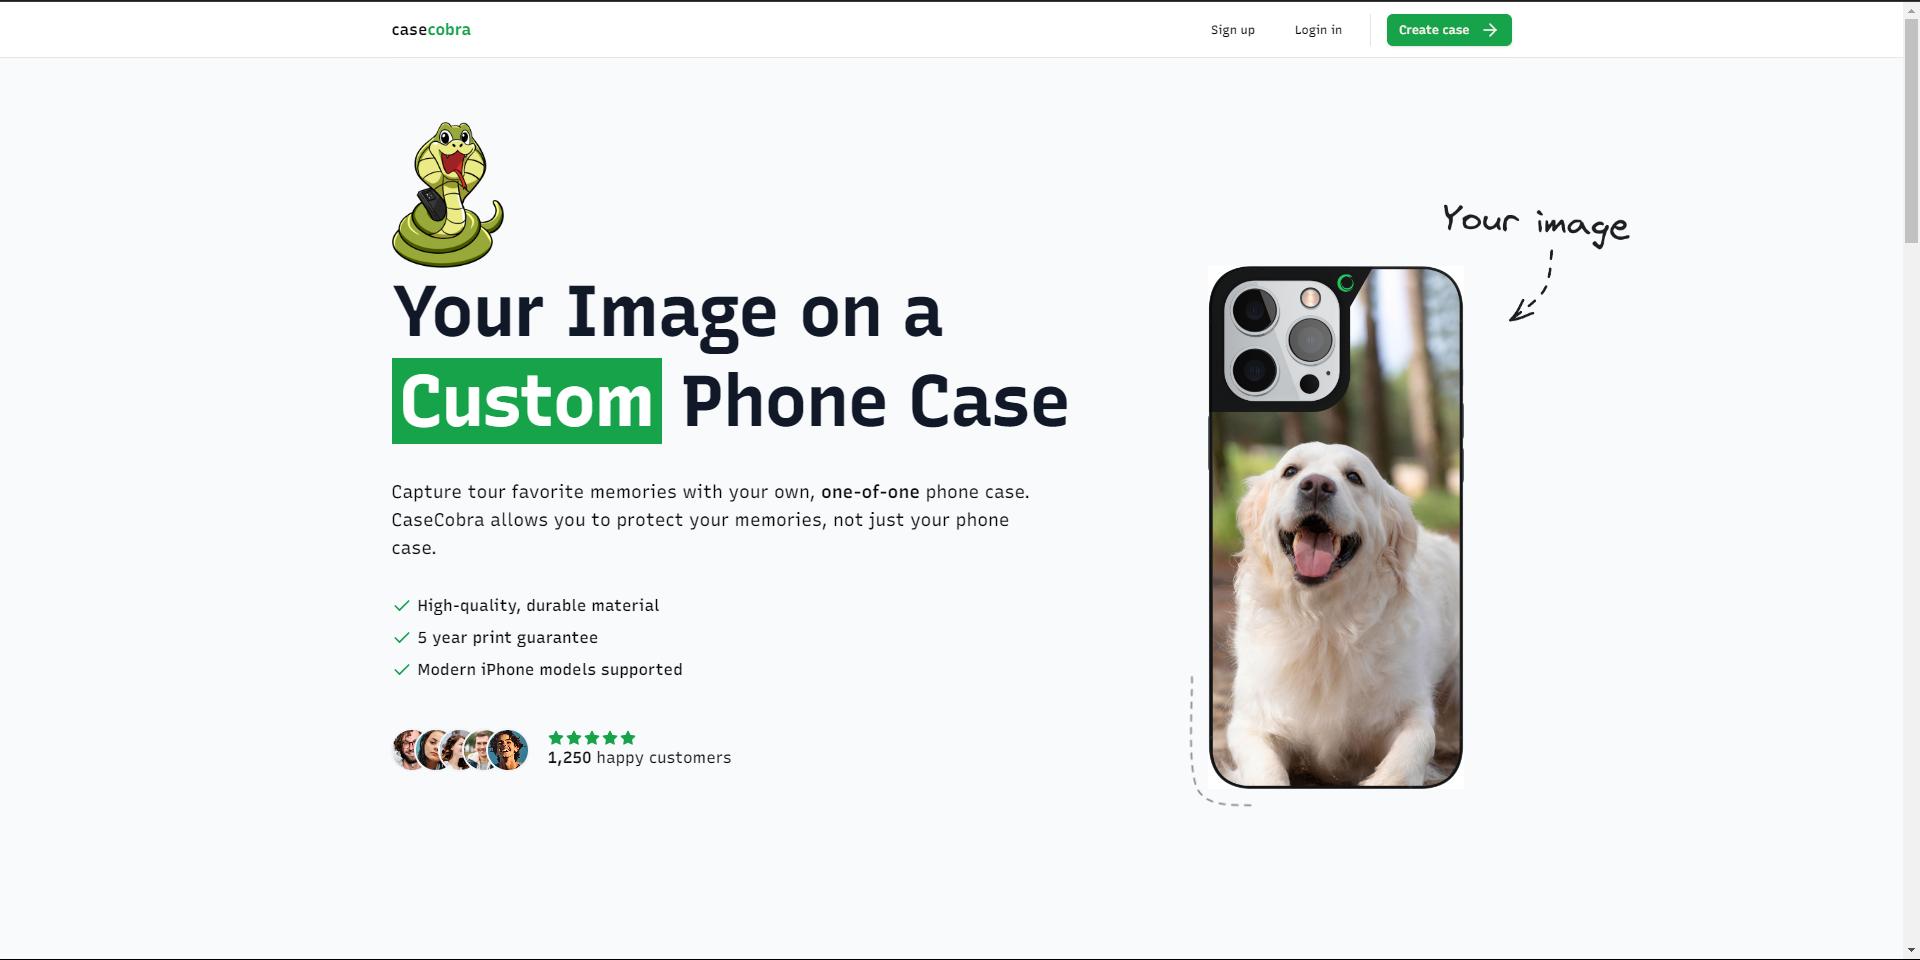 casecobra
Sign up
Login in
Create case
Your image
Your Image on a
Custom Phone Case
Capture tour favorite memories with your own, one-of-one phone case.
CaseCobra allows you to protect your memories, not just your phone
case.
High-quality, durable material
5 year print guarantee
Modern iPhone models supported
1,250 happy customers